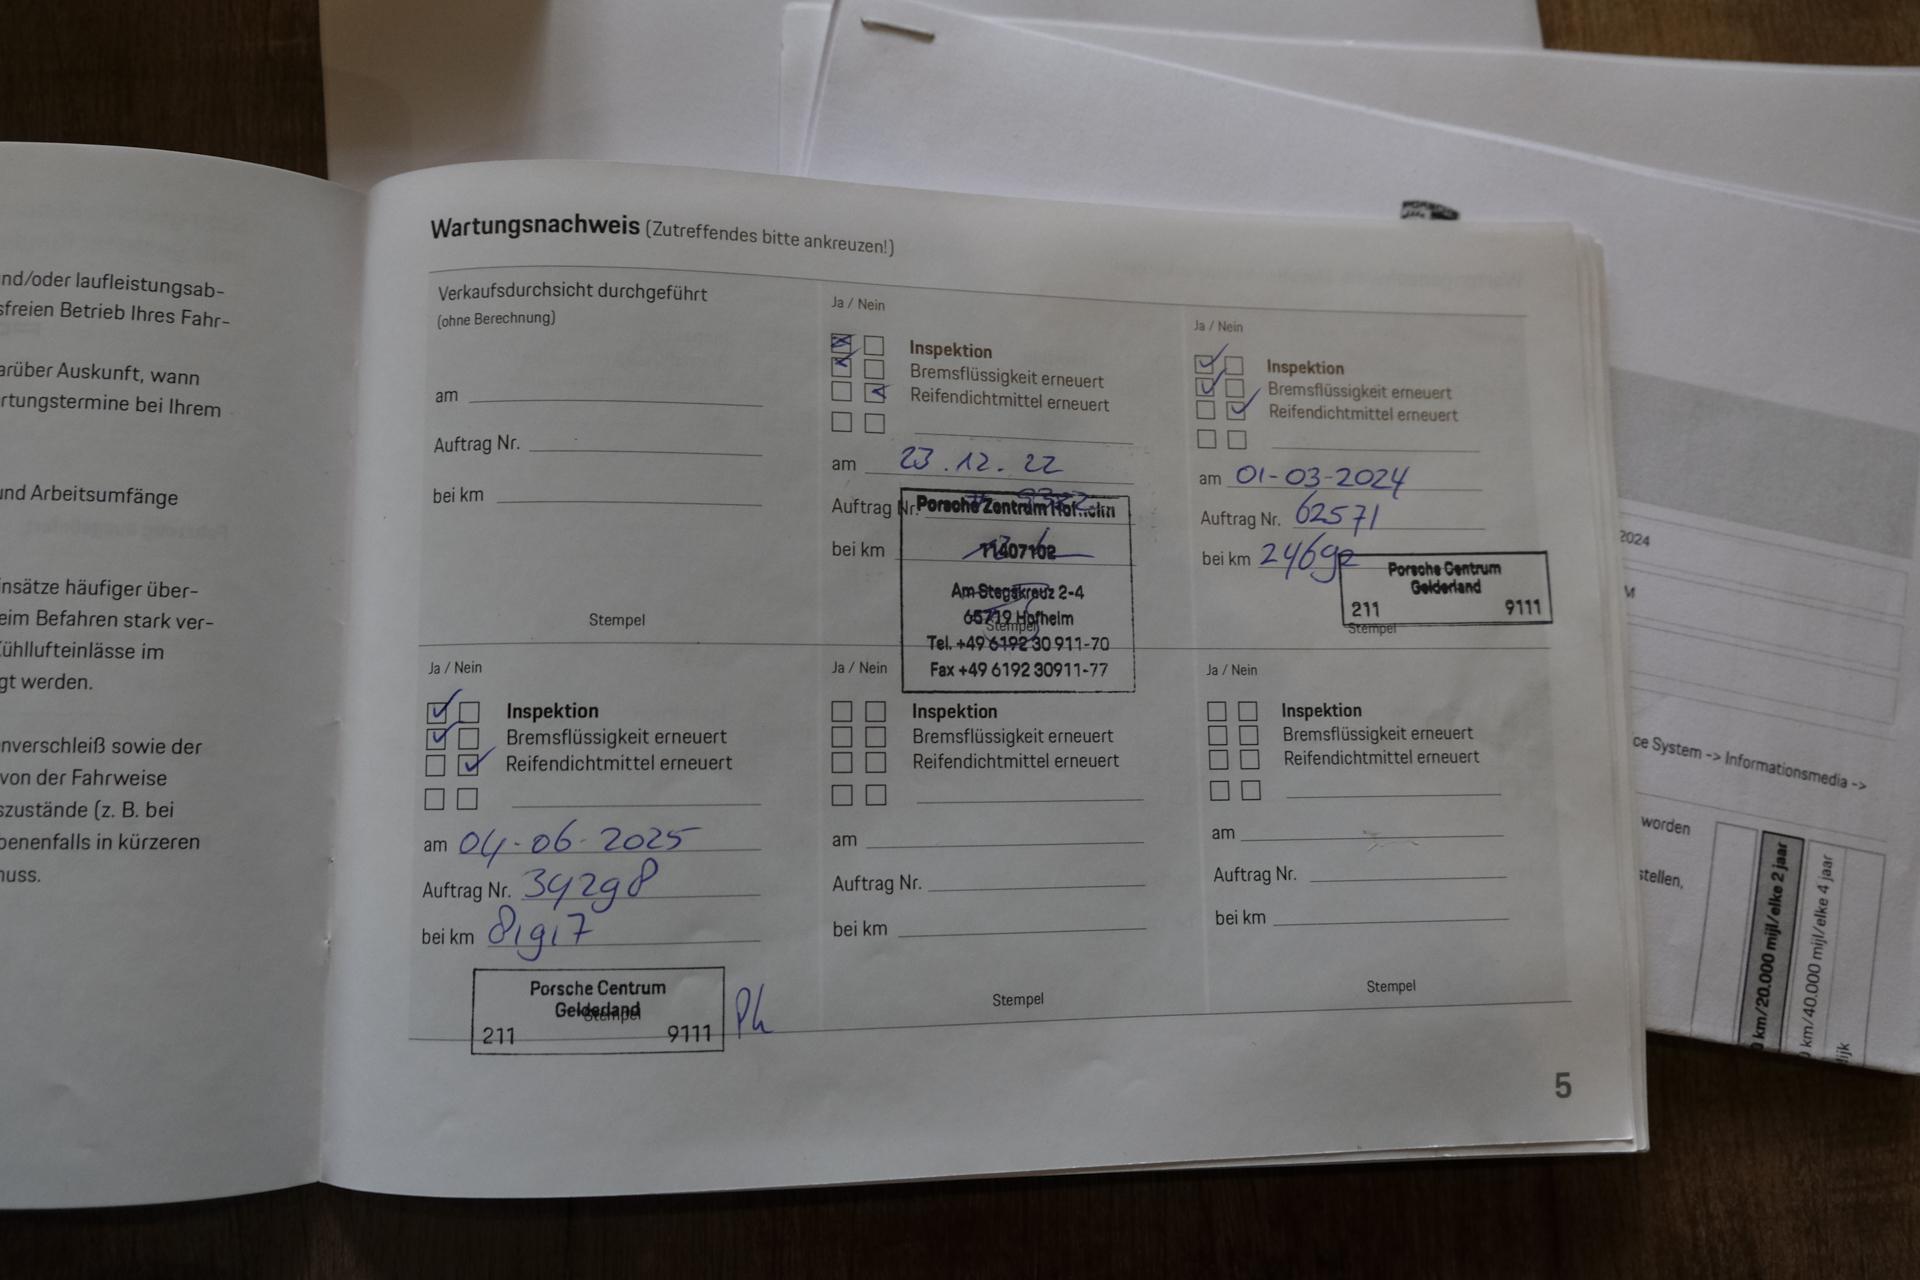 nd/oder laufleistungsab-
sfreien Betrieb Ihres Fahr-
arüber Auskunft, wann
artungstermine bei Ihrem
und Arbeitsumfänge
insätze häufiger über-
eim Befahren stark ver-
Kühllufteinlässe im
gt werden.
enverschleiß sowie der
von der Fahrweise
szustände (z. B. bei
benenfalls in kürzeren
nuss.
Wartungsnachweis (Zutreffendes bitte ankreuzen!)
Verkaufsdurchsicht durchgeführt
(ohne Berechnung)
am
Auftrag Nr.
bei km
Stempel
Ja / Nein
Inspektion
Bremsflüssigkeit erneuert
Reifendichtmittel erneuert
am 23.12.22
Auftrag Nr.
bei km
Porsche Zentrum Hofheim
11407102
Am Stegskreuz 2-4
65719 Hofheim
Stempel
Tel. +49 6192 30 911-70
Fax +49 6192 30911-77
Ja / Nein
Inspektion
Bremsflüssigkeit erneuert
Reifendichtmittel erneuert
am 01-03-2024
Auftrag Nr. 62571
bei km 24692
Porsche Centrum
Gelderland
211 9111
Stempel
Ja / Nein
Inspektion
Bremsflüssigkeit erneuert
Reifendichtmittel erneuert
am 04-06-2025
Auftrag Nr. 34298
bei km
Porsche Centrum
Gelderland
Stempel
211 9111
Ja / Nein
Inspektion
Bremsflüssigkeit erneuert
Reifendichtmittel erneuert
am
Auftrag Nr.
bei km
Stempel
Ja / Nein
Inspektion
Bremsflüssigkeit erneuert
Reifendichtmittel erneuert
am
Auftrag Nr.
bei km
Stempel
5
2024
M
ce System -> Informationsmedia ->
worden
stellen,
km/20.000 mijl/elke 2 jaar
km/40.000 mijl/elke 4 jaar
lijk